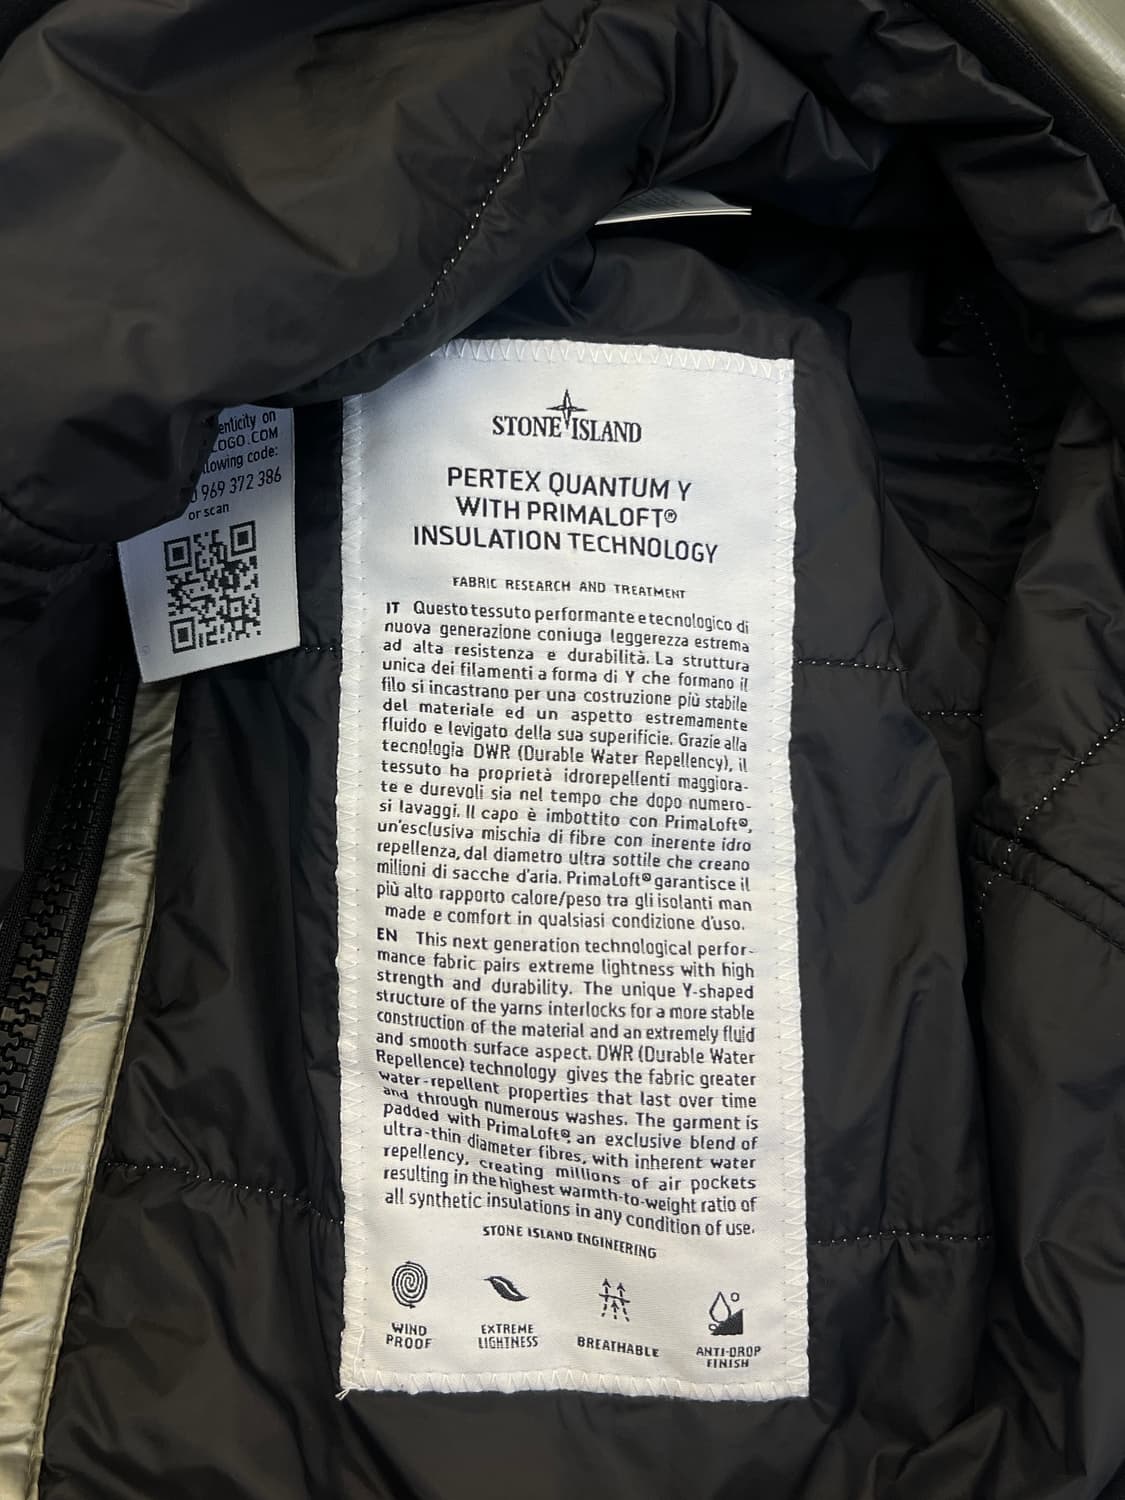 enticity on
LOGO.COM
llowing code:
969 372 386
or scan
STONE ISLAND
PERTEX QUANTUM Y
WITH PRIMALOFT®
INSULATION TECHNOLOGY
FABRIC RESEARCH AND TREATMENT
IT Questo tessuto performante e tecnologico di
nuova generazione coniuga leggerezza estrema
ad alta resistenza e durabilità. La struttura
unica dei filamenti a forma di Y che formano il
filo si incastrano per una costruzione più stabile
del materiale ed un aspetto estremamente
fluido e levigato della sua superificie. Grazie alla
tecnologia DWR (Durable Water Repellency), il
tessuto ha proprietà idrorepellenti maggiora-
te e durevoli sia nel tempo che dopo numero-
si lavaggi. Il capo è imbottito con PrimaLoft®,
un'esclusiva mischia di fibre con inerente idro
repellenza, dal diametro ultra sottile che creano
milioni di sacche d'aria. PrimaLoft® garantisce il
più alto rapporto calore/peso tra gli isolanti man
made e comfort in qualsiasi condizione d'uso.
EN This next generation technological perfor-
mance fabric pairs extreme lightness with high
strength and durability. The unique Y-shaped
structure of the yarns interlocks for a more stable
construction of the material and an extremely fluid
and smooth surface aspect. DWR (Durable Water
Repellence) technology gives the fabric greater
water-repellent properties that last over time
and through numerous washes. The garment is
padded with PrimaLoft®, an exclusive blend of
ultra-thin diameter fibres, with inherent water
repellency, creating millions of air pockets
resulting in the highest warmth-to-weight ratio of
all synthetic insulations in any condition of use.
STONE ISLAND ENGINEERING
WIND
PROOF
EXTREME
LIGHTNESS
BREATHABLE
ANTI-DROP
FINISH